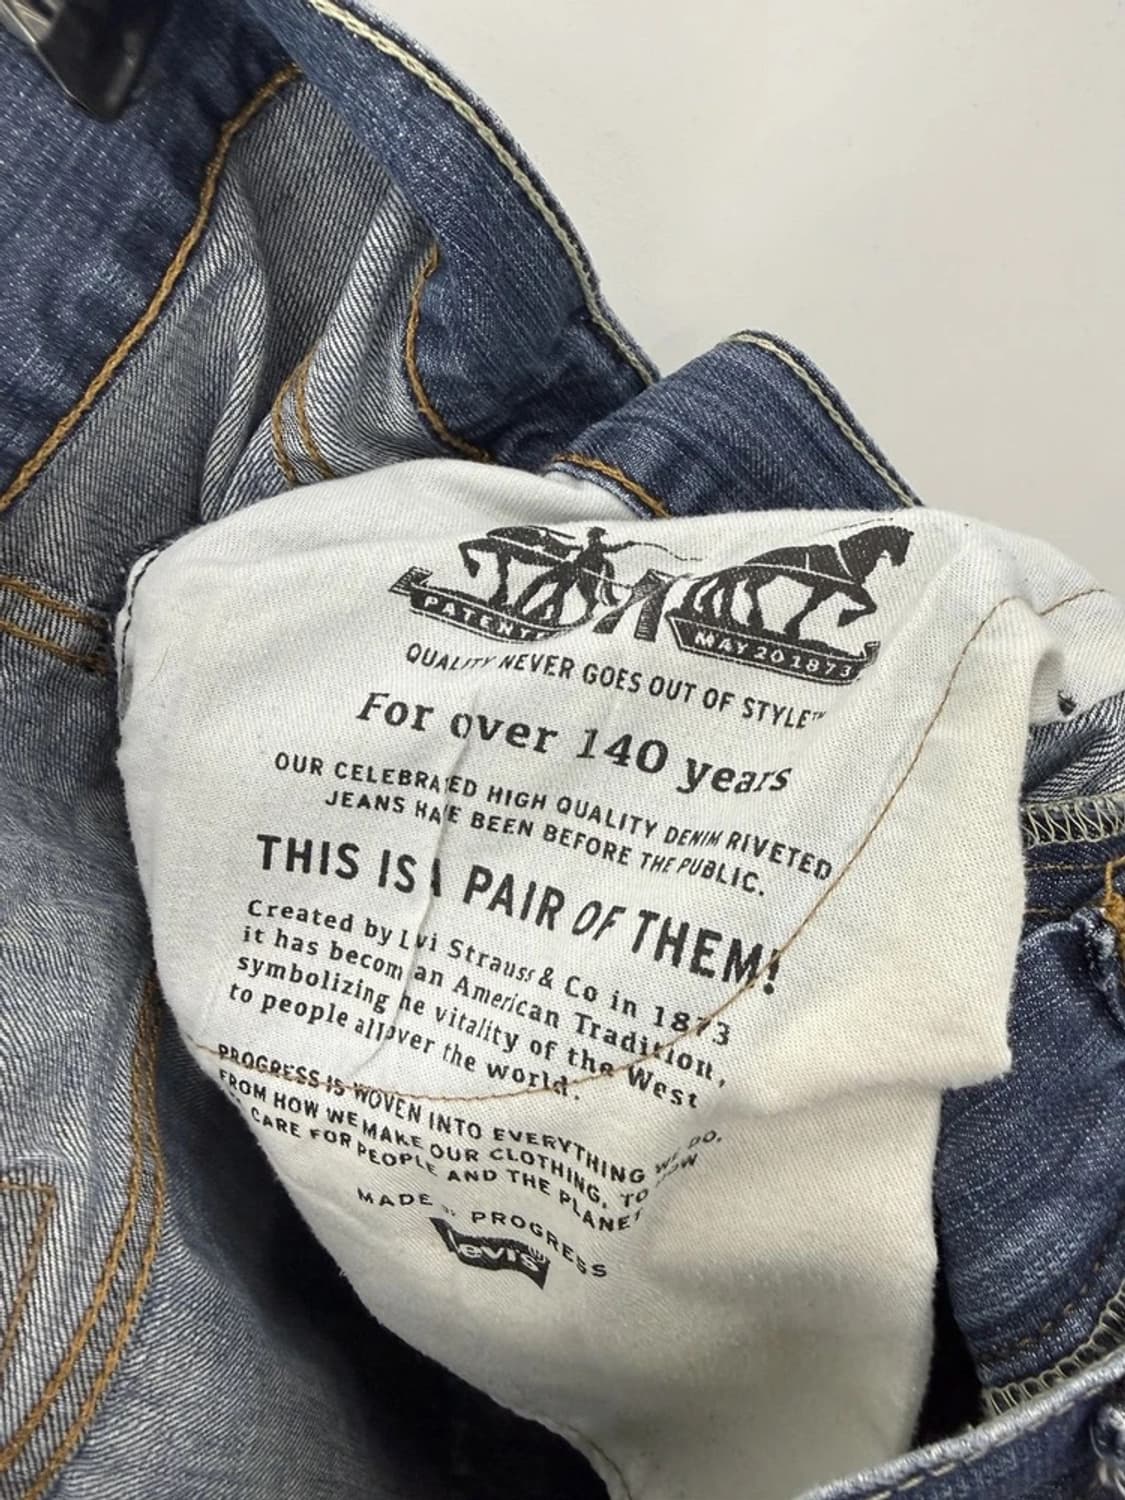 PATENTE
MAY 20 1873
QUALITY NEVER GOES OUT OF STYLE™
For over 140 years
OUR CELEBRATED HIGH QUALITY DENIM RIVETED
JEANS HAVE BEEN BEFORE THE PUBLIC.
THIS IS A PAIR OF THEM!
Created by Levi Strauss & Co in 1873
it has becom an American Tradition,
symbolizing the vitality of the West
to people all over the world.
PROGRESS IS WOVEN INTO EVERYTHING WE DO.
FROM HOW WE MAKE OUR CLOTHING, TO HOW
CARE FOR PEOPLE AND THE PLANET
MADE OF PROGRESS
Levi's